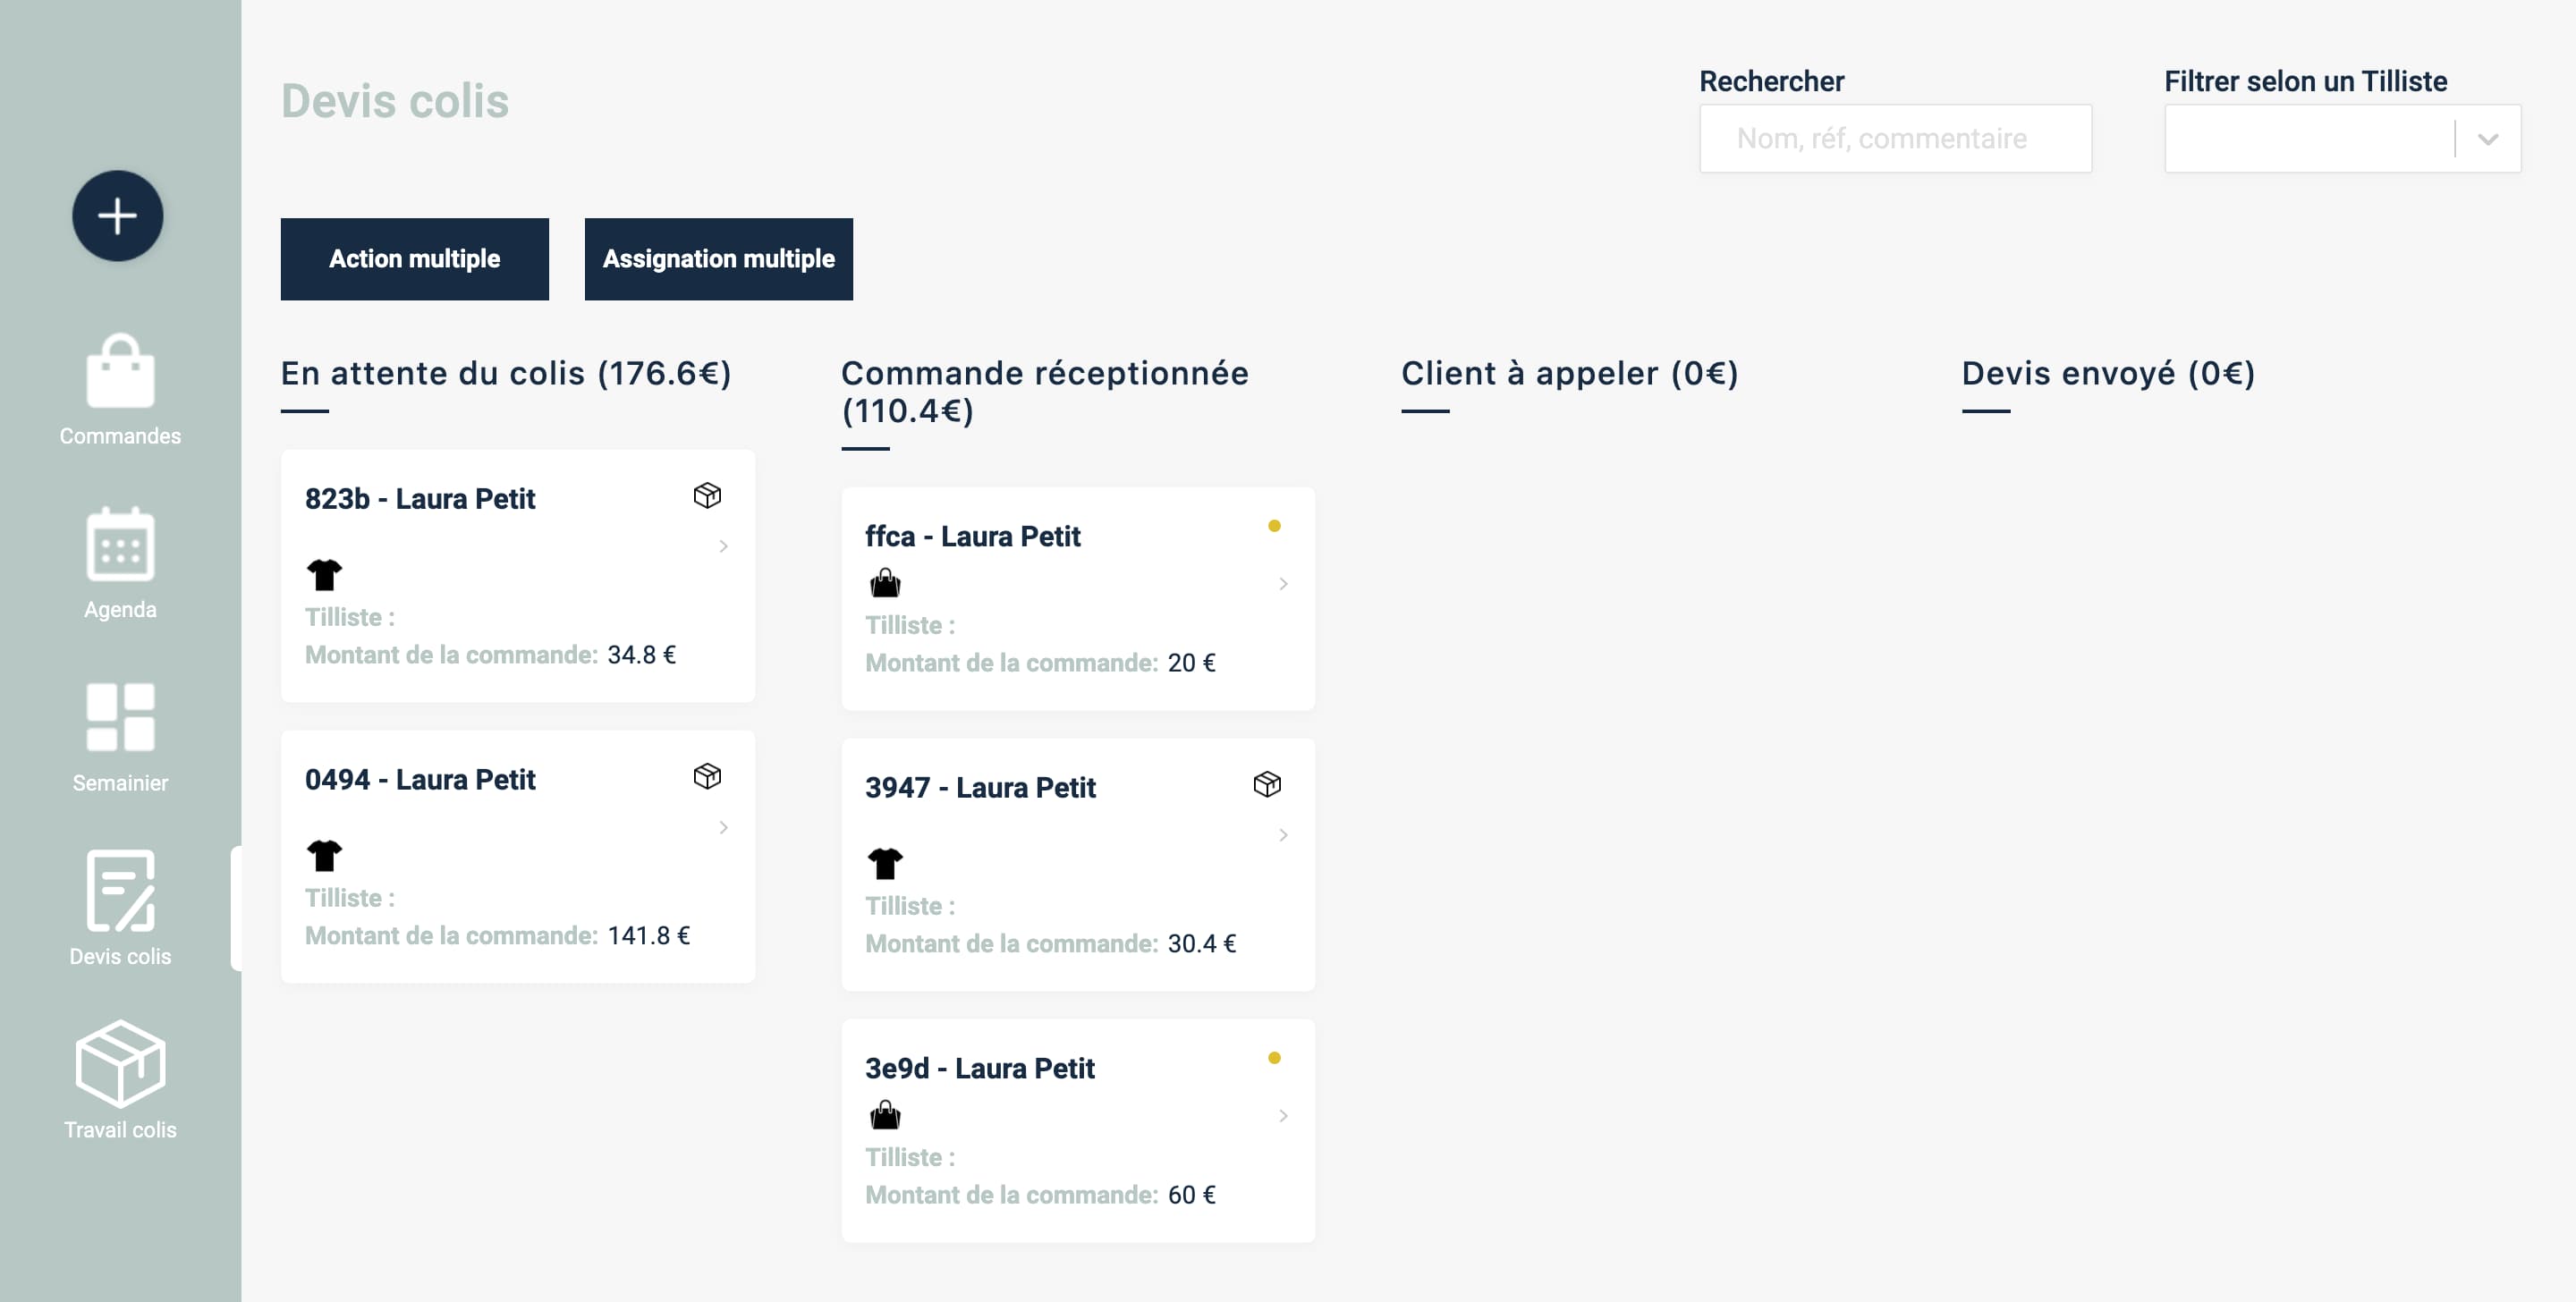 Devis colis
Rechercher
Nom, réf, commentaire
Filtrer selon un Tilliste
Action multiple
Assignation multiple
Commandes
Agenda
Semainier
Devis colis
Travail colis
En attente du colis (176.6€)
823b - Laura Petit
Tilliste :
Montant de la commande: 34.8 €
0494 - Laura Petit
Tilliste :
Montant de la commande: 141.8 €
Commande réceptionnée
(110.4€)
ffca - Laura Petit
Tilliste :
Montant de la commande: 20 €
3947 - Laura Petit
Tilliste :
Montant de la commande: 30.4 €
3e9d - Laura Petit
Tilliste :
Montant de la commande: 60 €
Client à appeler (0€)
Devis envoyé (0€)